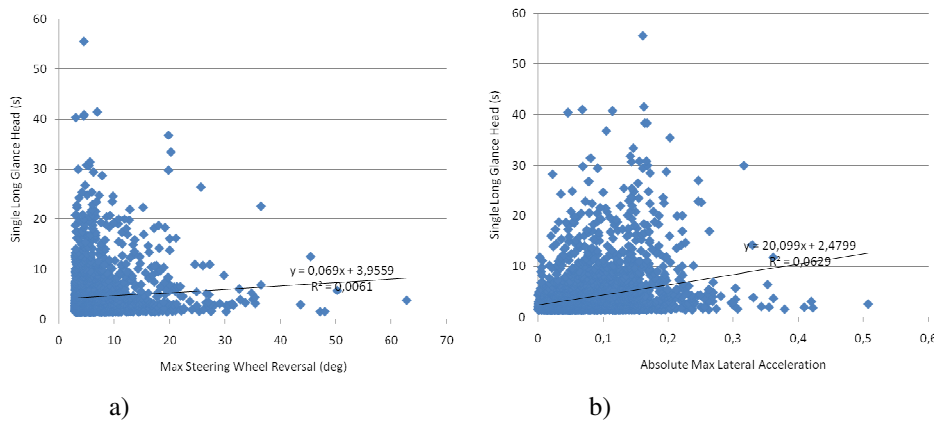 60
50
40
30
20
10
0
Single Long Glance Head (s)
y = 0,069x + 3,9559
R² = 0,0061
0 10 20 30 40 50 60 70
Max Steering Wheel Reversal (deg)
a)
60
50
40
30
20
10
0
Single Long Glance Head (s)
y = 20,099x + 2,4799
R² = 0,0629
0 0,1 0,2 0,3 0,4 0,5 0,6
Absolute Max Lateral Acceleration
b)